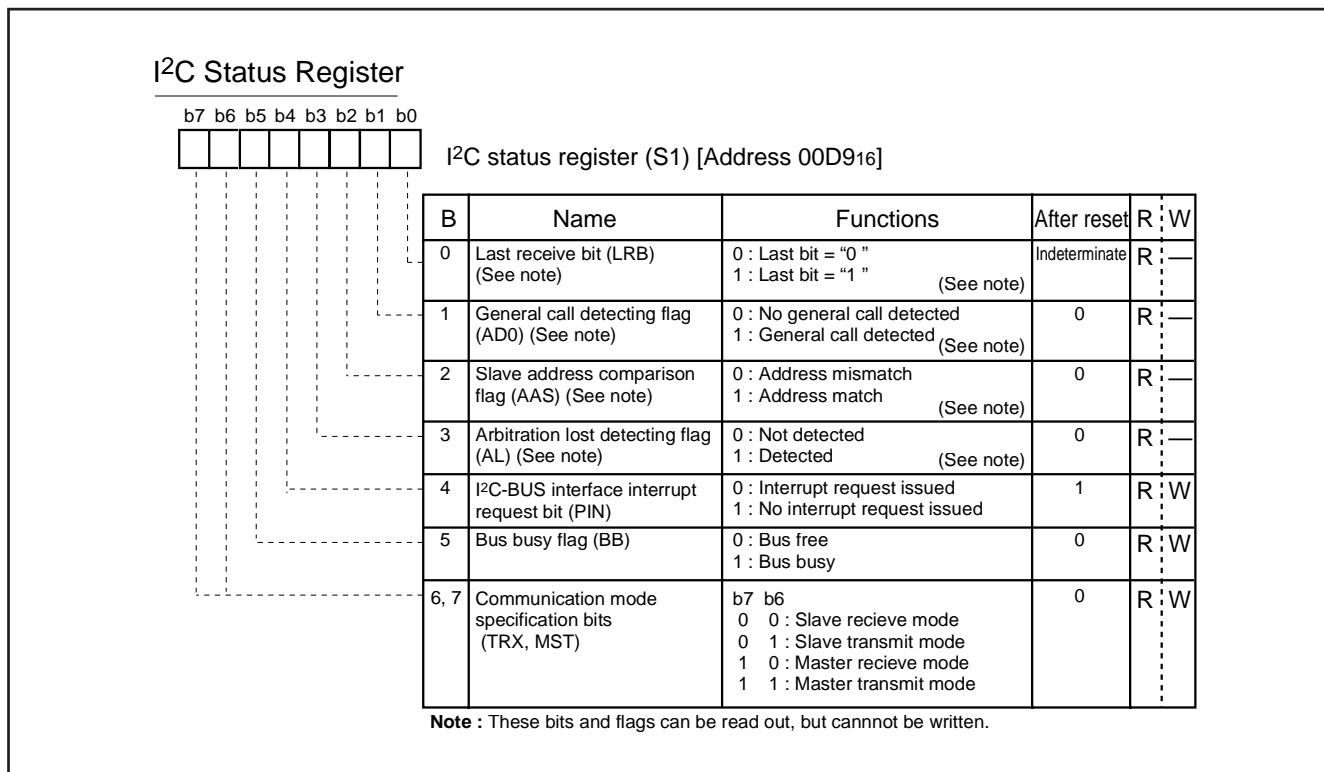 I2C Status Register
b7 b6 b5 b4 b3 b2 b1 b0
I2C status register (S1) [Address 00D916]
B Name Functions After reset R W
0 Last receive bit (LRB) 0 : Last bit = “0 ” Indeterminate R —
(See note) 1 : Last bit = “1 ” (See note)
1 General call detecting flag 0 : No general call detected 0 R —
(AD0) (See note) 1 : General call detected (See note)
2 Slave address comparison 0 : Address mismatch 0 R —
flag (AAS) (See note) 1 : Address match (See note)
3 Arbitration lost detecting flag 0 : Not detected 0 R —
(AL) (See note) 1 : Detected (See note)
4 I2C-BUS interface interrupt 0 : Interrupt request issued 1 R W
request bit (PIN) 1 : No interrupt request issued
5 Bus busy flag (BB) 0 : Bus free 0 R W
1 : Bus busy
6, 7 Communication mode b7 b6 0 R W
specification bits 0 0 : Slave recieve mode
(TRX, MST) 0 1 : Slave transmit mode
1 0 : Master recieve mode
1 1 : Master transmit mode
Note : These bits and flags can be read out, but cannnot be written.